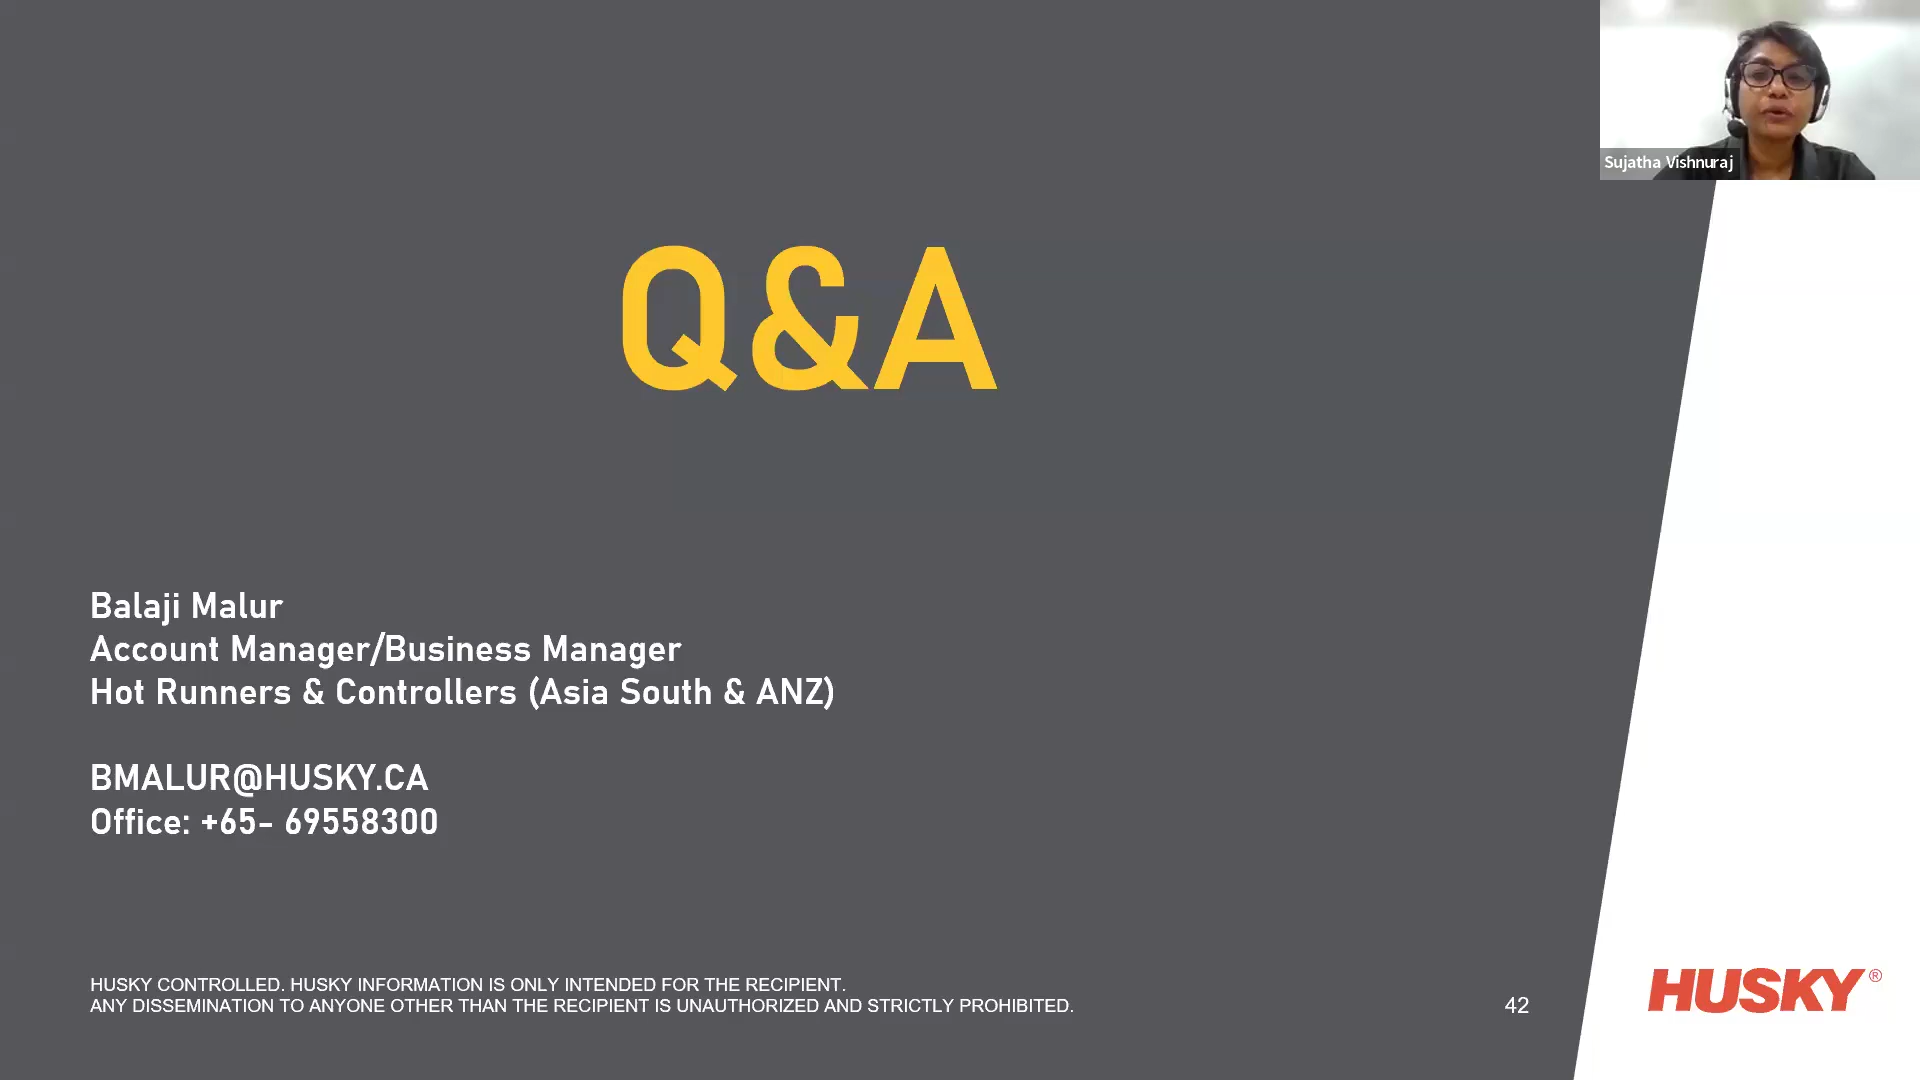 Sujatha Vishnuraj
Q&A
Balaji Malur
Account Manager/Business Manager
Hot Runners & Controllers (Asia South & ANZ)
BMALUR@HUSKY.CA
Office: +65- 69558300
HUSKY CONTROLLED. HUSKY INFORMATION IS ONLY INTENDED FOR THE RECIPIENT.
ANY DISSEMINATION TO ANYONE OTHER THAN THE RECIPIENT IS UNAUTHORIZED AND STRICTLY PROHIBITED.
42
HUSKY®